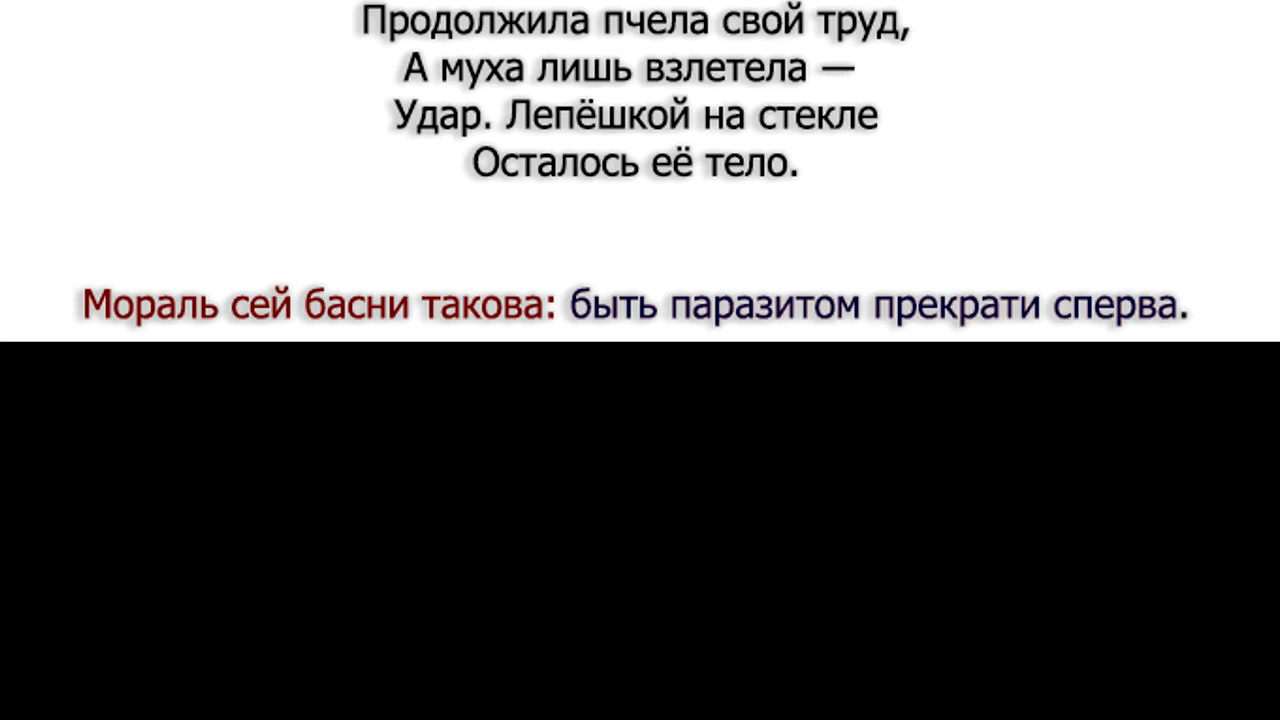 Продолжила пчела свой труд,
А муха лишь взлетела —
Удар. Лепёшкой на стекле
Осталось её тело.
Мораль сей басни такова: быть паразитом прекрати сперва.